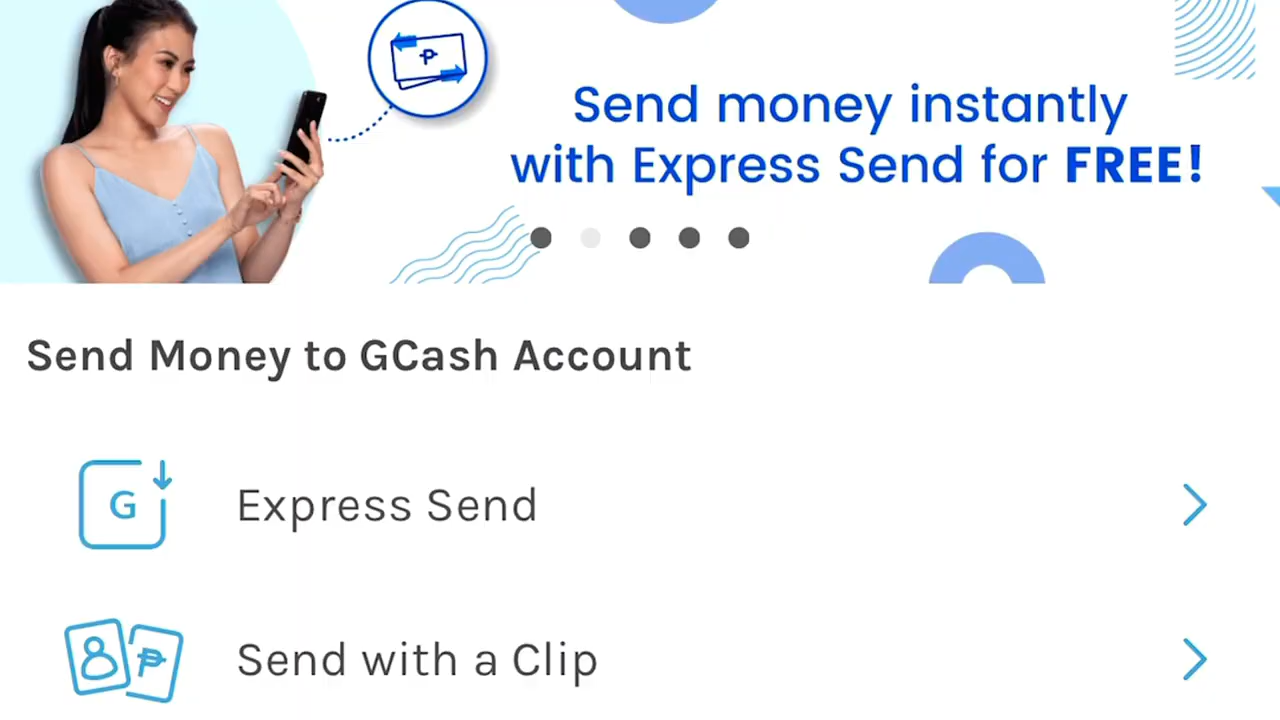 Send money instantly
with Express Send for FREE!
Send Money to GCash Account
G
Express Send
₱
Send with a Clip